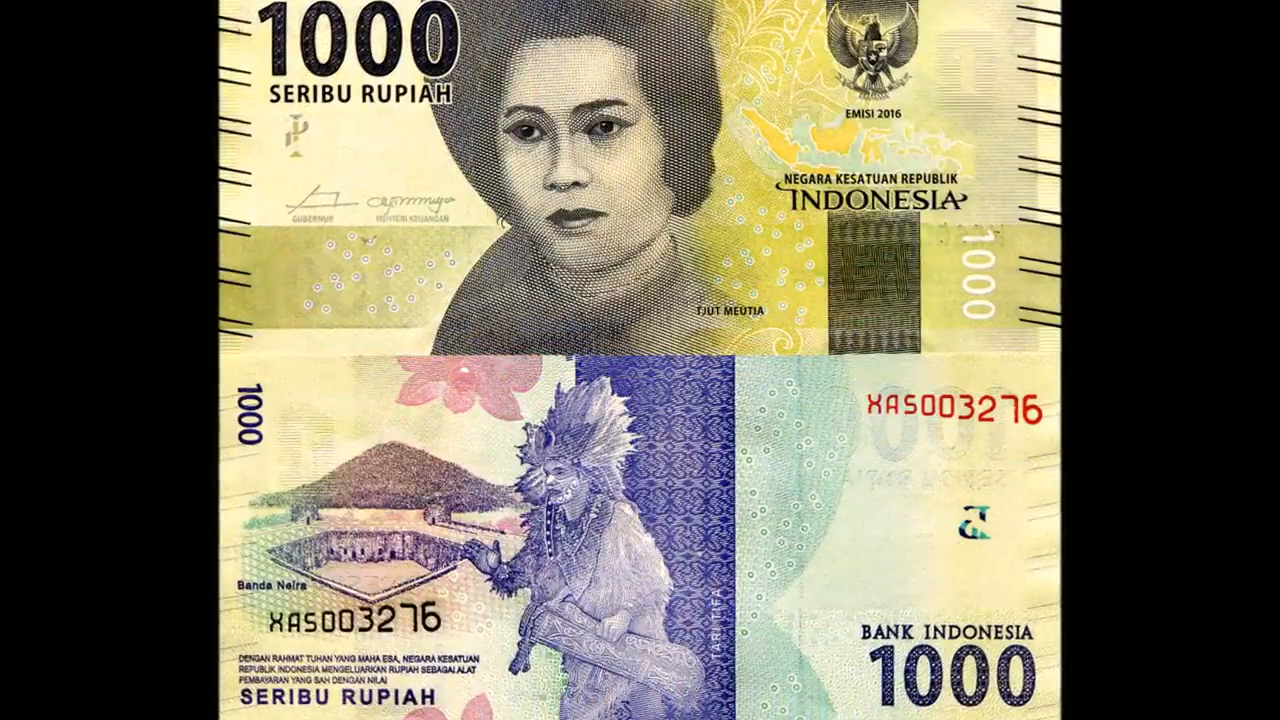 1000
SERIBU RUPIAH
EMISI 2016
NEGARA KESATUAN REPUBLIK
INDONESIA
GUBERNUR
MENTERI KEUANGAN
1000
TJUT MEUTIA
1000
XAS003276
Banda Neira
XAS003276
TARI TIFA
DENGAN RAHMAT TUHAN YANG MAHA ESA, NEGARA KESATUAN
REPUBLIK INDONESIA MENGELUARKAN RUPIAH SEBAGAI ALAT
PEMBAYARAN YANG SAH DENGAN NILAI
SERIBU RUPIAH
BANK INDONESIA
1000